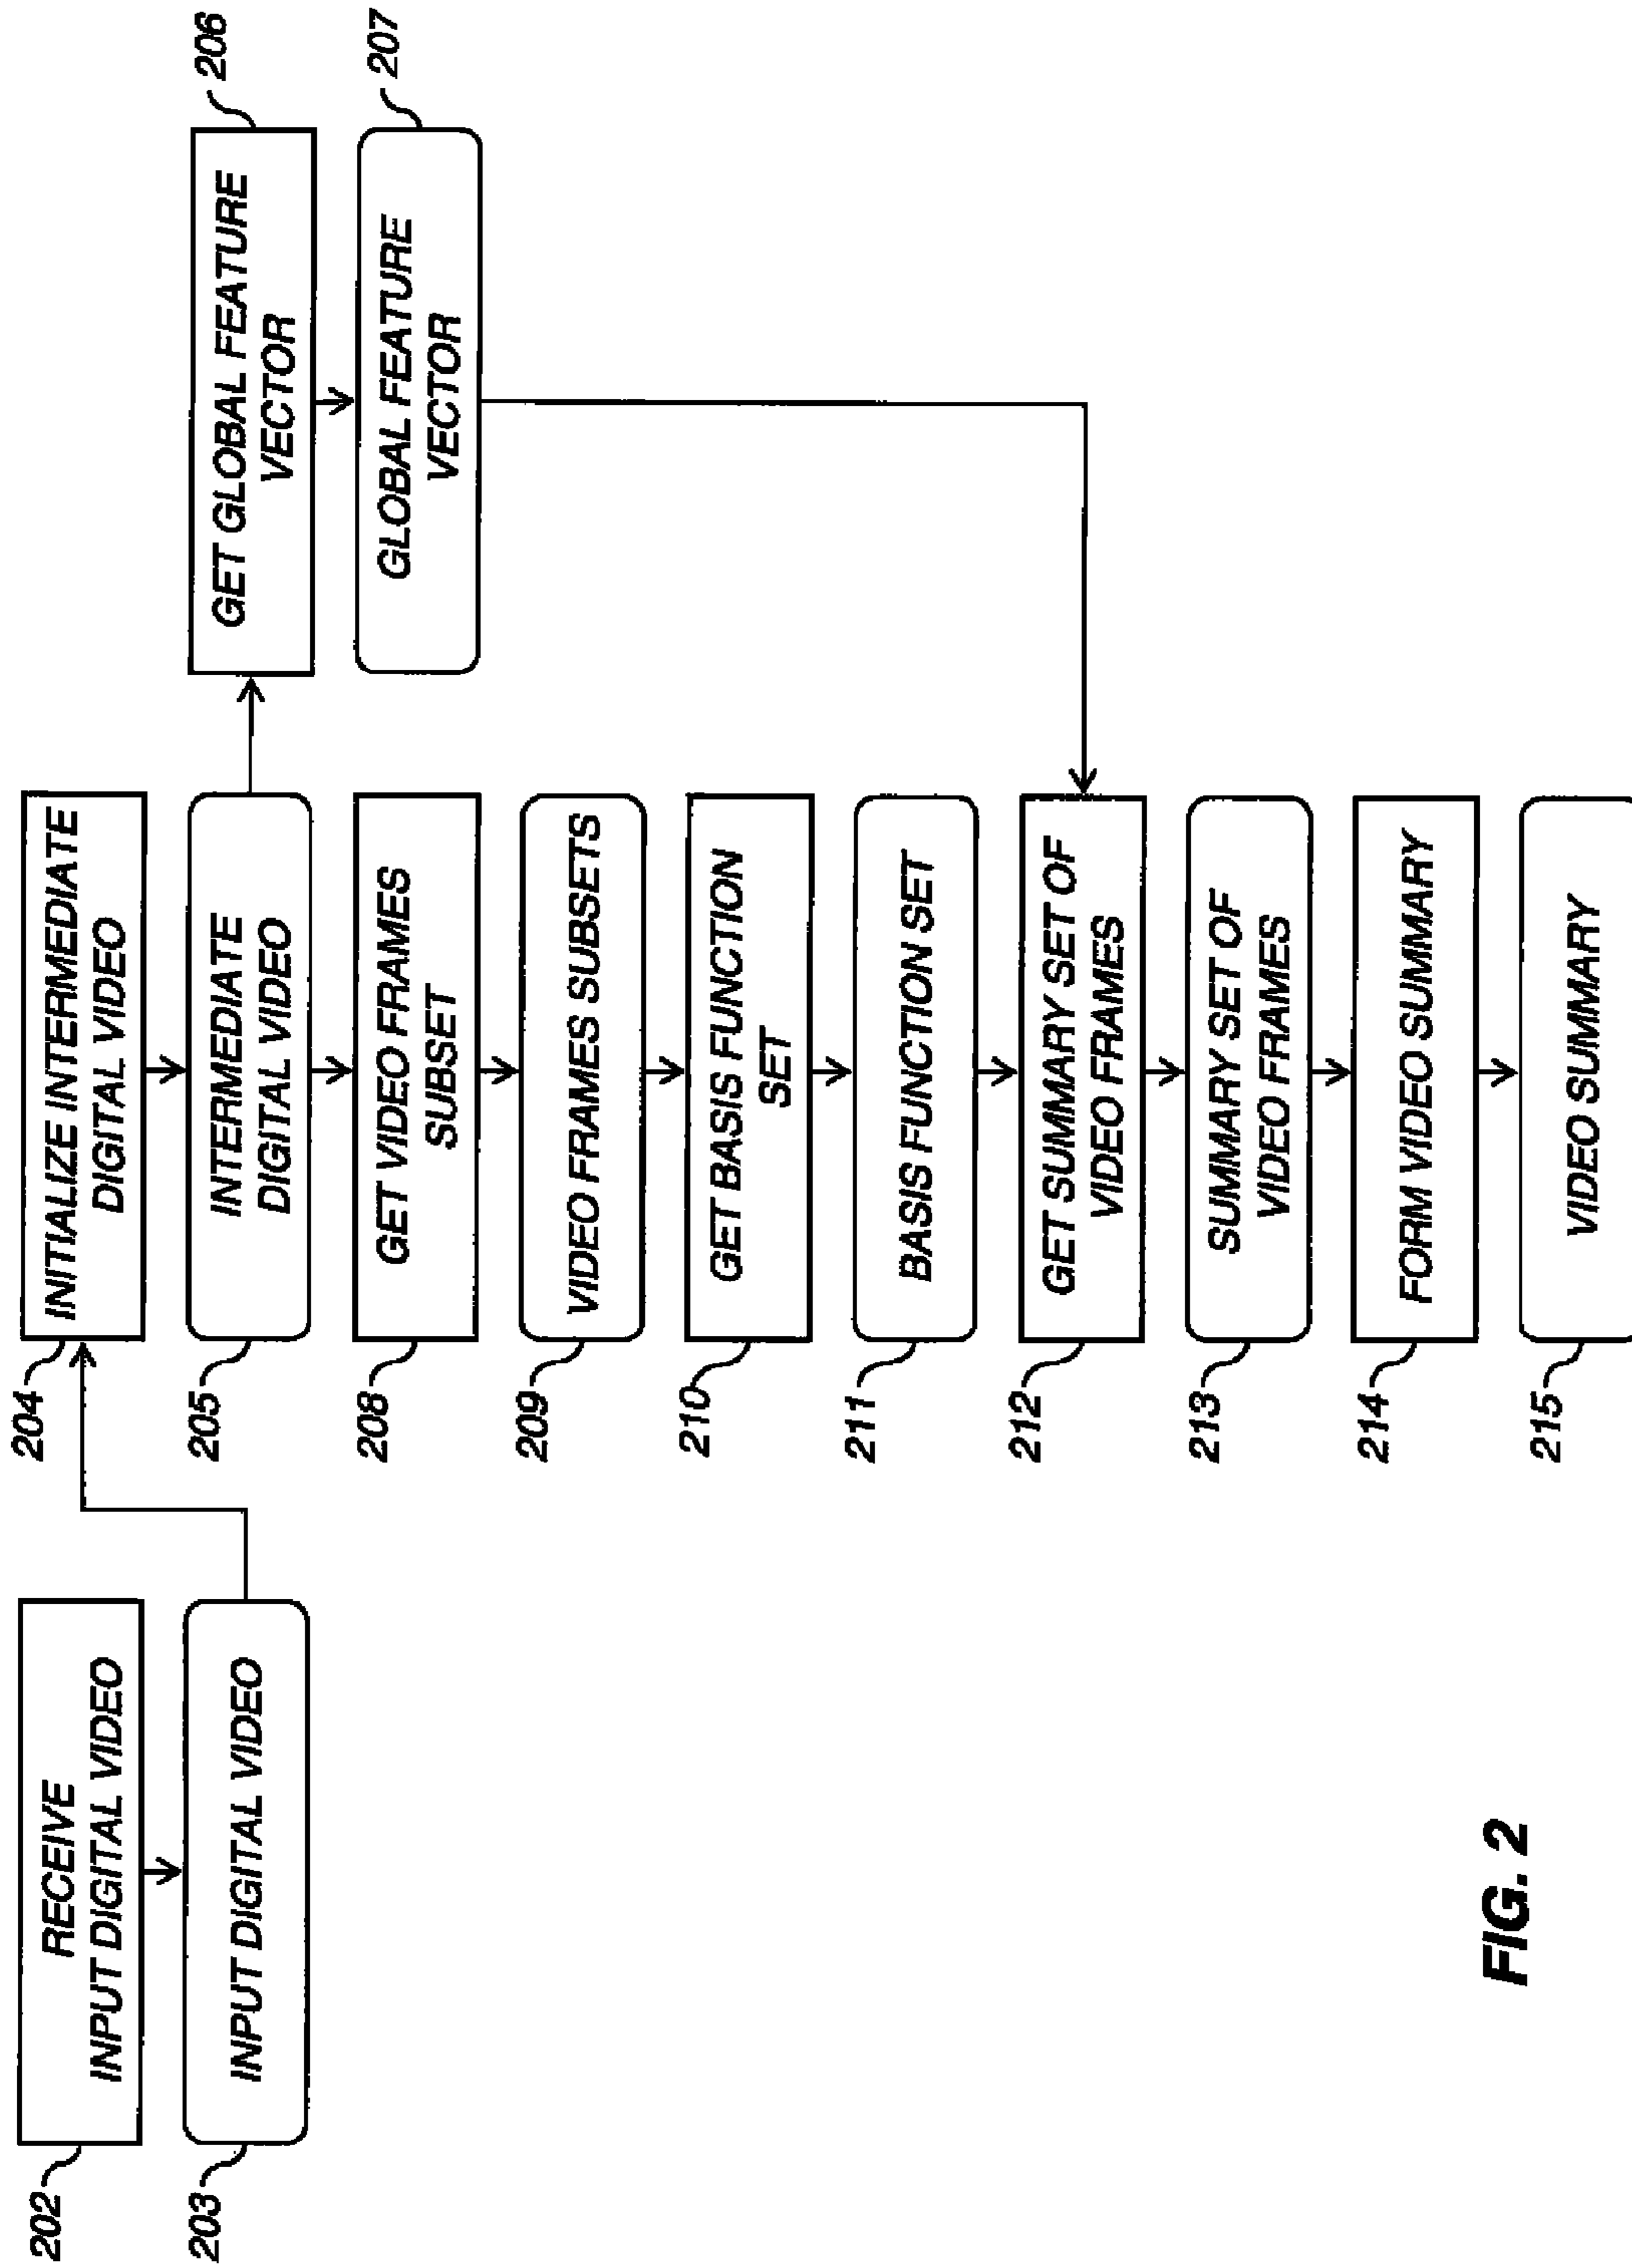 202
RECEIVE
INPUT DIGITAL VIDEO
203
INPUT DIGITAL VIDEO
204
INITIALIZE INTERMEDIATE
DIGITAL VIDEO
205
INTERMEDIATE
DIGITAL VIDEO
206
GET GLOBAL FEATURE
VECTOR
207
GLOBAL FEATURE
VECTOR
208
GET VIDEO FRAMES
SUBSET
209
VIDEO FRAMES SUBSETS
210
GET BASIS FUNCTION
SET
211
BASIS FUNCTION SET
212
GET SUMMARY SET OF
VIDEO FRAMES
213
SUMMARY SET OF
VIDEO FRAMES
214
FORM VIDEO SUMMARY
215
VIDEO SUMMARY
FIG. 2